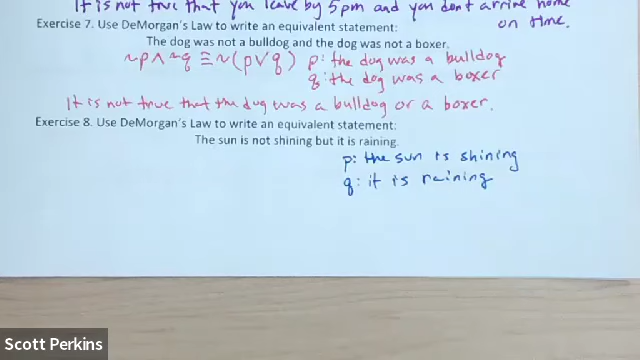 It is not true that you leave by 5pm and you don't arrive home
on time.
Exercise 7. Use DeMorgan's Law to write an equivalent statement:
The dog was not a bulldog and the dog was not a boxer.
~p ∧ ~q ≡ ~(p ∨ q) p: the dog was a bulldog
q: the dog was a boxer
It is not true that the dog was a bulldog or a boxer.
Exercise 8. Use DeMorgan's Law to write an equivalent statement:
The sun is not shining but it is raining.
p: the sun is shining
q: it is raining
Scott Perkins